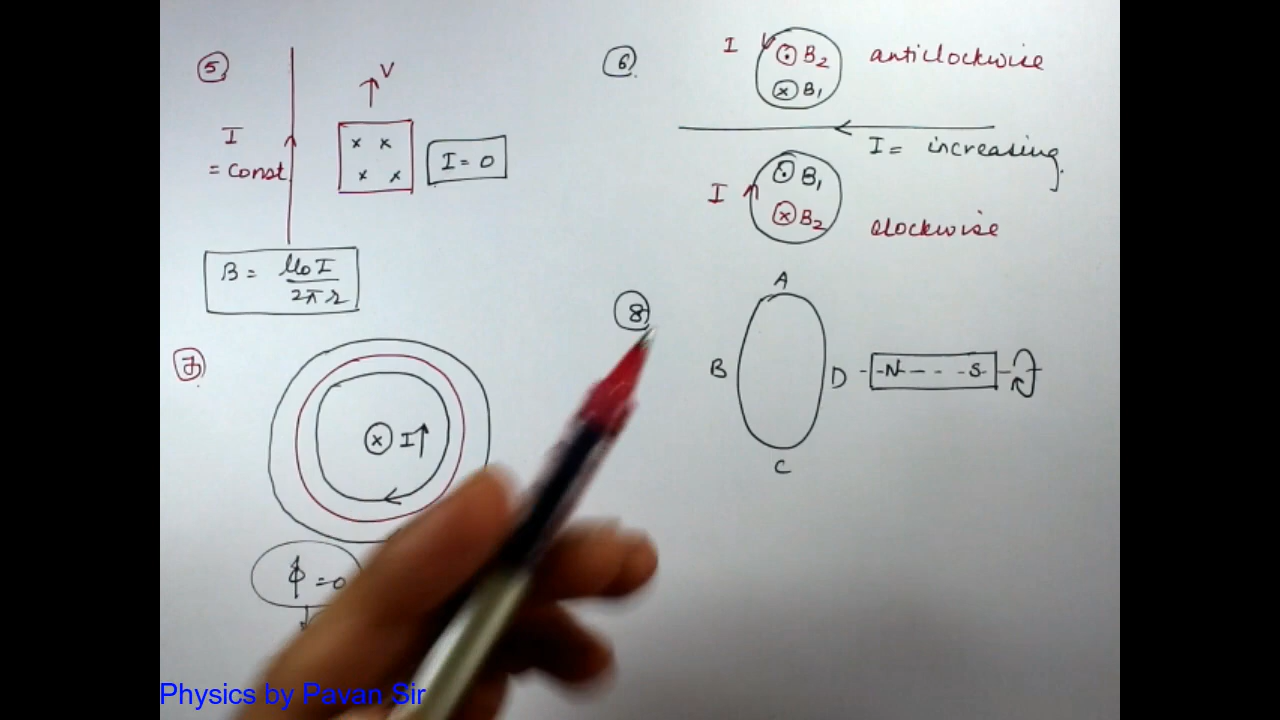 5
V
I
= const
I = 0
B = μ₀I / 2πr
6
I
⊙ B₂
anticlockwise
⊗ B₁
I = increasing
⊙ B₁
I
⊗ B₂
clockwise
7
⊗ I↑
ϕ = 0
8
A
B
D
-N- - - -S-
C
Physics by Pavan Sir